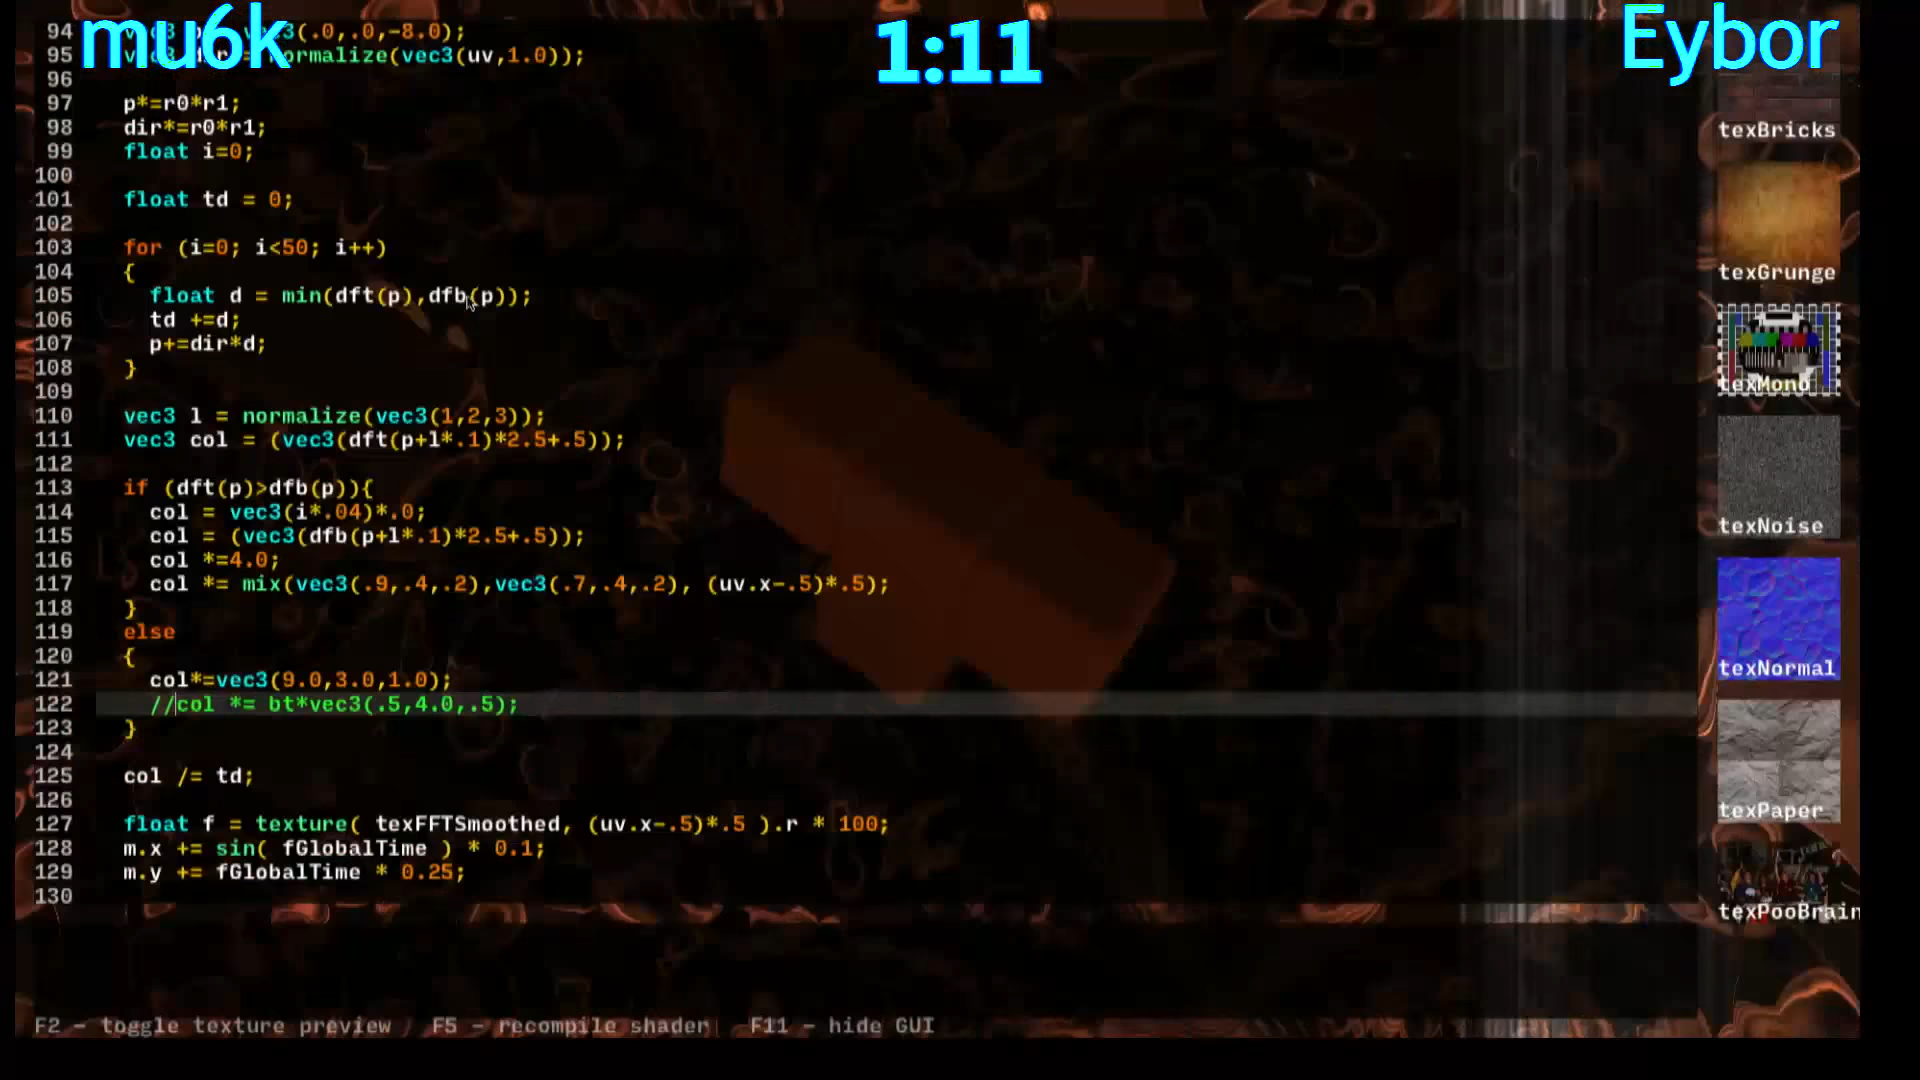 mu6k
1:11
Eybor
94 3(.0,.0,-8.0);
95 normalize(vec3(uv,1.0));
96
97 p*=r0*r1;
98 dir*=r0*r1;
99 float i=0;
100
101 float td = 0;
102
103 for (i=0; i<50; i++)
104 {
105 float d = min(dft(p),dfb(p));
106 td +=d;
107 p+=dir*d;
108 }
109
110 vec3 l = normalize(vec3(1,2,3));
111 vec3 col = (vec3(dft(p+l*.1)*2.5+.5));
112
113 if (dft(p)>dfb(p)){
114 col = vec3(i*.04)*.0;
115 col = (vec3(dfb(p+l*.1)*2.5+.5));
116 col *=4.0;
117 col *= mix(vec3(.9,.4,.2),vec3(.7,.4,.2), (uv.x-.5)*.5);
118 }
119 else
120 {
121 col*=vec3(9.0,3.0,1.0);
122 //col *= bt*vec3(.5,4.0,.5);
123 }
124
125 col /= td;
126
127 float f = texture( texFFTSmoothed, (uv.x-.5)*.5 ).r * 100;
128 m.x += sin( fGlobalTime ) * 0.1;
129 m.y += fGlobalTime * 0.25;
130
texBricks
texGrunge
texMono
texNoise
texNormal
texPaper
texPooBrain
F2 - toggle texture preview / F5 - recompile shader F11 - hide GUI